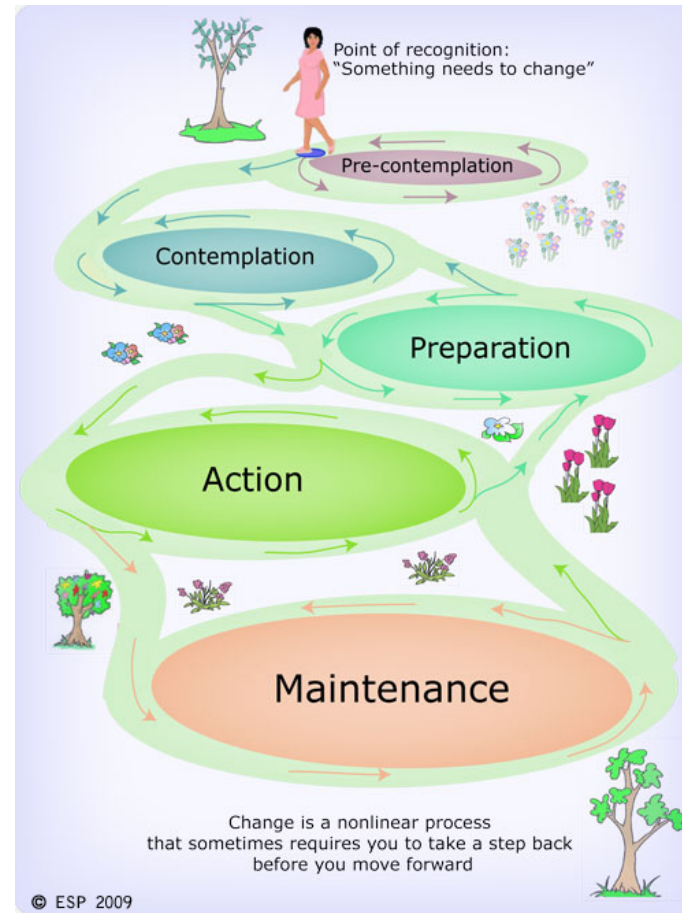 Point of recognition:
“Something needs to change”
Pre-contemplation
Contemplation
Preparation
Action
Maintenance
Change is a nonlinear process
that sometimes requires you to take a step back
before you move forward
© ESP 2009